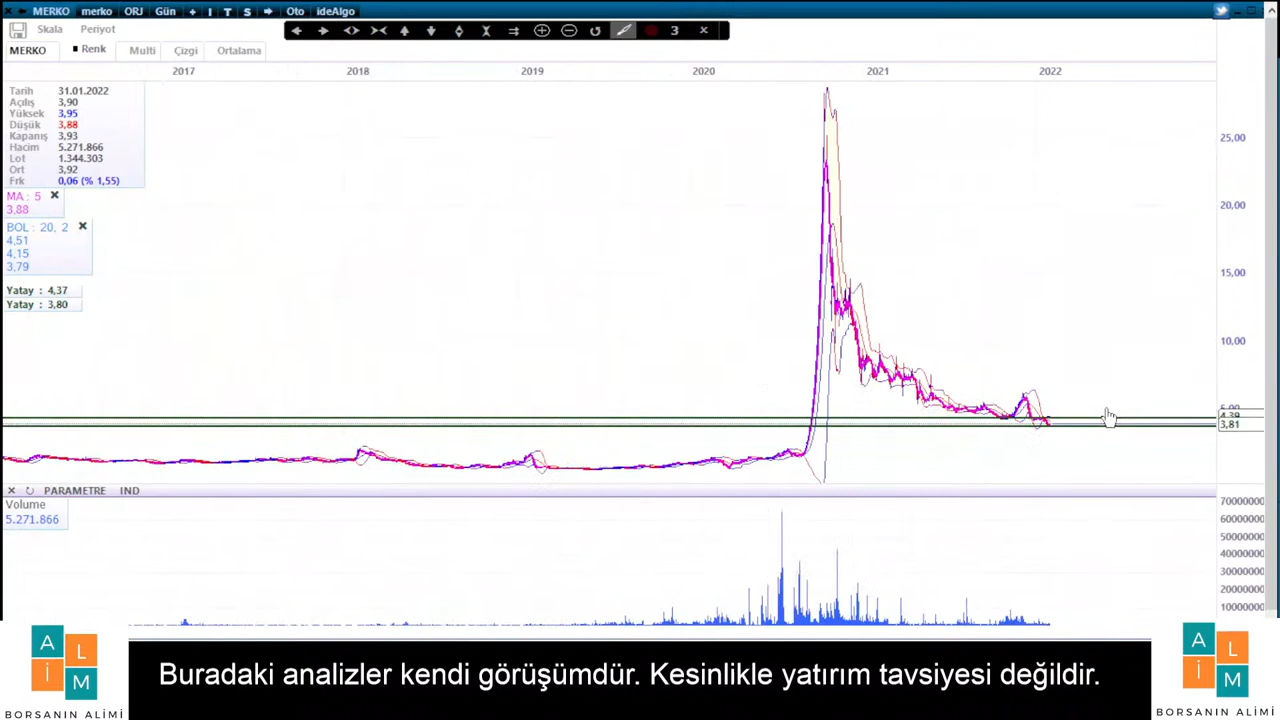 MERKO merko ORJ Gün + I T S ideAlgo Oto
Skala Periyot
3 x
MERKO Renk Multi Çizgi Ortalama
2017 2018 2019 2020 2021 2022
Tarih 31.01.2022
Açılış 3,90
Yüksek 3,95
Düşük 3,88
Kapanış 3,93
Hacim 5.271.866
Lot 1.344.303
Ort 3,92
Frk 0,06 (% 1,55)
MA : 5
3,88
BOL : 20, 2
4,51
4,15
3,79
Yatay : 4,37
Yatay : 3,80
25,00
20,00
15,00
10,00
5,00
4,39
3,81
PARAMETRE IND
Volume
5.271.866
70000000
60000000
50000000
40000000
30000000
20000000
10000000
A L İ M
BORSANIN ALİMİ
Buradaki analizler kendi görüşümdür. Kesinlikle yatırım tavsiyesi değildir.
A L İ M
BORSANIN ALİMİ